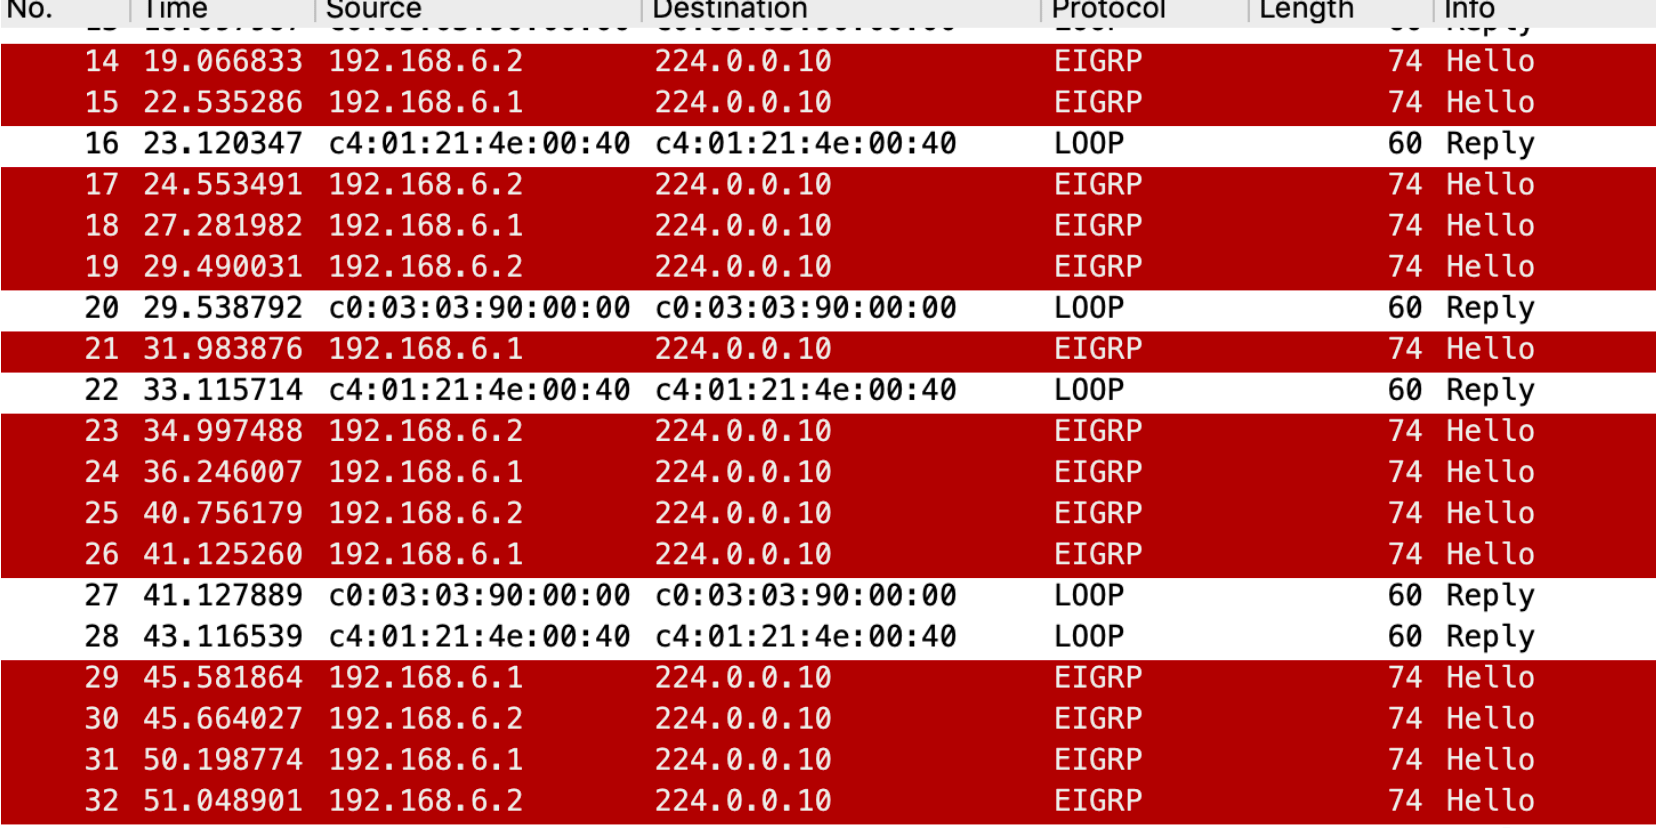 No. Time Source Destination Protocol Length Info
14 19.066833 192.168.6.2 224.0.0.10 EIGRP 74 Hello
15 22.535286 192.168.6.1 224.0.0.10 EIGRP 74 Hello
16 23.120347 c4:01:21:4e:00:40 c4:01:21:4e:00:40 LOOP 60 Reply
17 24.553491 192.168.6.2 224.0.0.10 EIGRP 74 Hello
18 27.281982 192.168.6.1 224.0.0.10 EIGRP 74 Hello
19 29.490031 192.168.6.2 224.0.0.10 EIGRP 74 Hello
20 29.538792 c0:03:03:90:00:00 c0:03:03:90:00:00 LOOP 60 Reply
21 31.983876 192.168.6.1 224.0.0.10 EIGRP 74 Hello
22 33.115714 c4:01:21:4e:00:40 c4:01:21:4e:00:40 LOOP 60 Reply
23 34.997488 192.168.6.2 224.0.0.10 EIGRP 74 Hello
24 36.246007 192.168.6.1 224.0.0.10 EIGRP 74 Hello
25 40.756179 192.168.6.2 224.0.0.10 EIGRP 74 Hello
26 41.125260 192.168.6.1 224.0.0.10 EIGRP 74 Hello
27 41.127889 c0:03:03:90:00:00 c0:03:03:90:00:00 LOOP 60 Reply
28 43.116539 c4:01:21:4e:00:40 c4:01:21:4e:00:40 LOOP 60 Reply
29 45.581864 192.168.6.1 224.0.0.10 EIGRP 74 Hello
30 45.664027 192.168.6.2 224.0.0.10 EIGRP 74 Hello
31 50.198774 192.168.6.1 224.0.0.10 EIGRP 74 Hello
32 51.048901 192.168.6.2 224.0.0.10 EIGRP 74 Hello